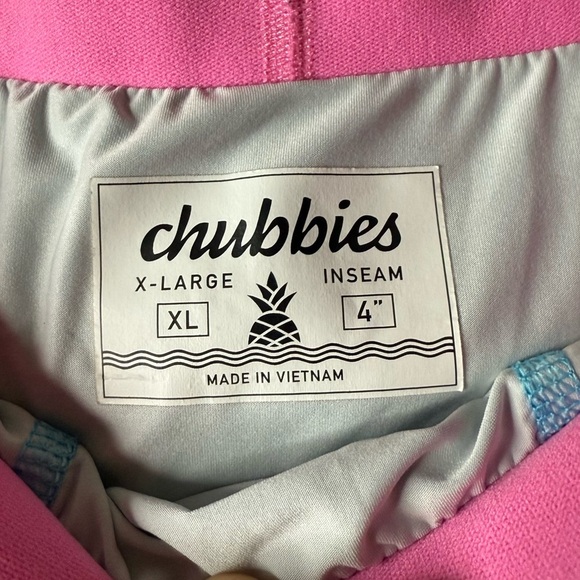 chubbies
X-LARGE INSEAM
XL 4"
MADE IN VIETNAM